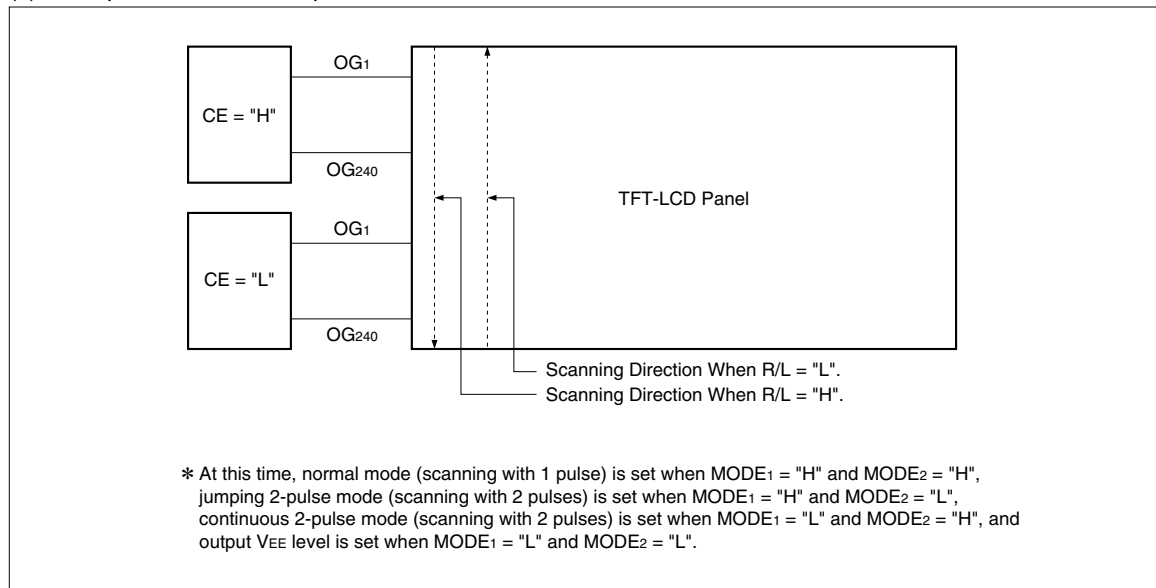 OG1
CE = "H"
OG240
TFT-LCD Panel
OG1
CE = "L"
OG240
Scanning Direction When R/L = "L".
Scanning Direction When R/L = "H".
* At this time, normal mode (scanning with 1 pulse) is set when MODE1 = "H" and MODE2 = "H",
jumping 2-pulse mode (scanning with 2 pulses) is set when MODE1 = "H" and MODE2 = "L",
continuous 2-pulse mode (scanning with 2 pulses) is set when MODE1 = "L" and MODE2 = "H", and
output VEE level is set when MODE1 = "L" and MODE2 = "L".